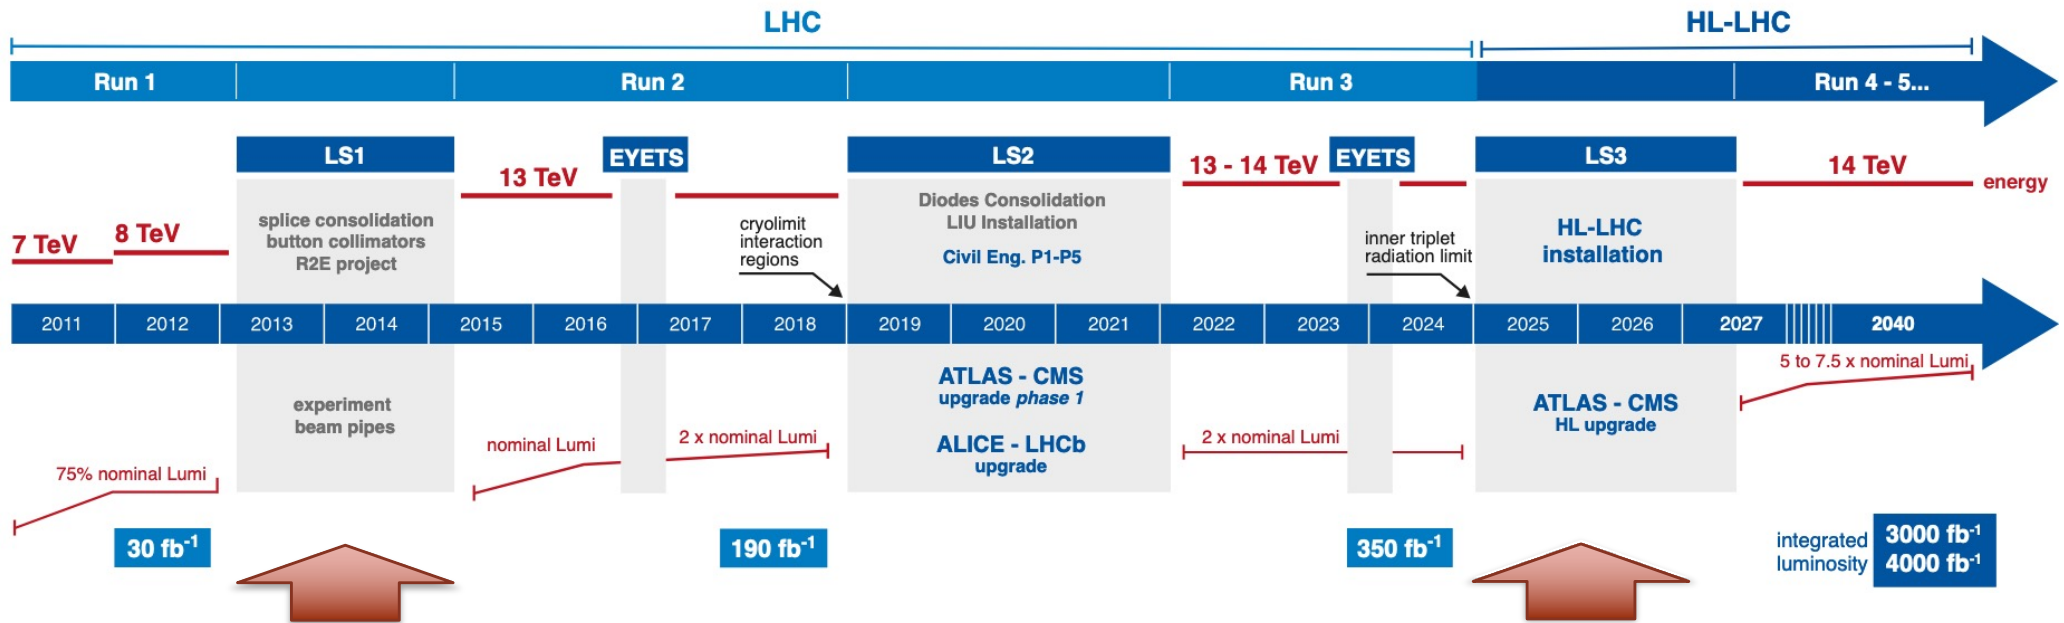 LHC
HL-LHC
Run 1
Run 2
Run 3
Run 4 - 5...
LS1
EYETS
LS2
EYETS
LS3
13 TeV
13 - 14 TeV
14 TeV
energy
7 TeV
8 TeV
splice consolidation
button collimators
R2E project
cryolimit
interaction
regions
Diodes Consolidation
LIU Installation
Civil Eng. P1-P5
inner triplet
radiation limit
HL-LHC
installation
2011
2012
2013
2014
2015
2016
2017
2018
2019
2020
2021
2022
2023
2024
2025
2026
2027
2040
5 to 7.5 x nominal Lumi
experiment
beam pipes
ATLAS - CMS
upgrade phase 1
ALICE - LHCb
upgrade
ATLAS - CMS
HL upgrade
75% nominal Lumi
nominal Lumi
2 x nominal Lumi
2 x nominal Lumi
30 fb⁻¹
190 fb⁻¹
350 fb⁻¹
integrated
luminosity
3000 fb⁻¹
4000 fb⁻¹